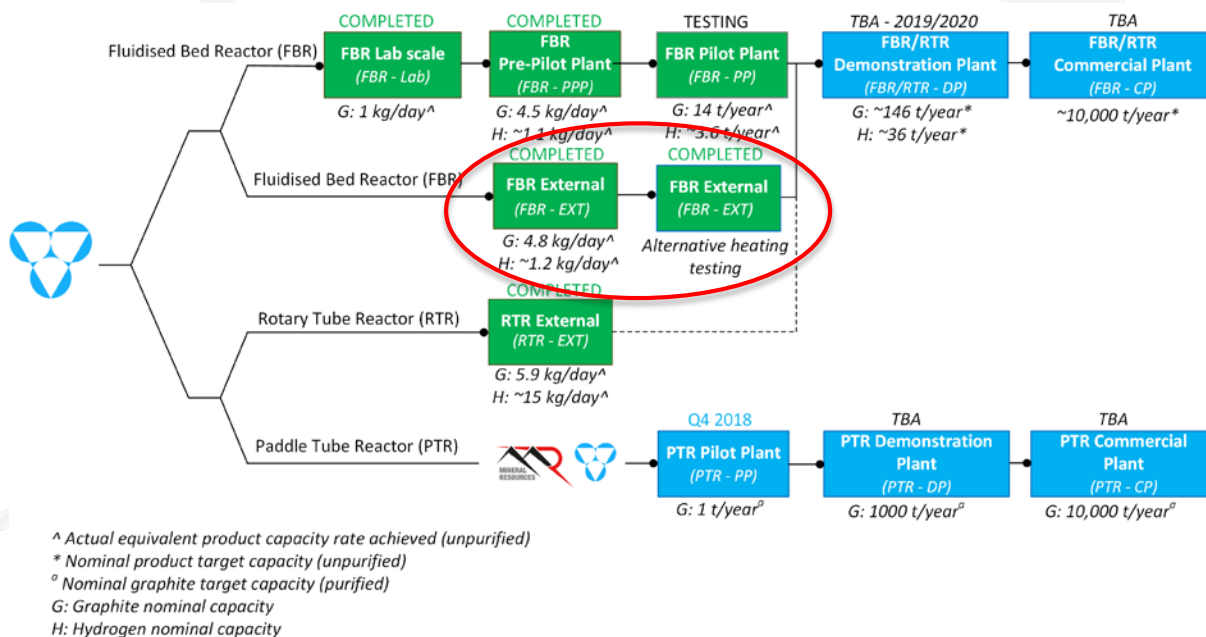 COMPLETED
COMPLETED
TESTING
TBA - 2019/2020
TBA
Fluidised Bed Reactor (FBR)
FBR Lab scale
(FBR - Lab)
G: 1 kg/day^
FBR
Pre-Pilot Plant
(FBR - PPP)
G: 4.5 kg/day^
H: ~1.1 kg/day^
FBR Pilot Plant
(FBR - PP)
G: 14 t/year^
H: ~3.6 t/year^
FBR/RTR
Demonstration Plant
(FBR/RTR - DP)
G: ~146 t/year*
H: ~36 t/year*
FBR/RTR
Commercial Plant
(FBR - CP)
~10,000 t/year*
Fluidised Bed Reactor (FBR)
COMPLETED
FBR External
(FBR - EXT)
G: 4.8 kg/day^
H: ~1.2 kg/day^
COMPLETED
FBR External
(FBR - EXT)
Alternative heating
testing
Rotary Tube Reactor (RTR)
COMPLETED
RTR External
(RTR - EXT)
G: 5.9 kg/day^
H: ~15 kg/day^
Paddle Tube Reactor (PTR)
MINERAL
RESOURCES
Q4 2018
PTR Pilot Plant
(PTR - PP)
G: 1 t/year¤
TBA
PTR Demonstration
Plant
(PTR - DP)
G: 1000 t/year¤
TBA
PTR Commercial
Plant
(PTR - CP)
G: 10,000 t/year¤
^ Actual equivalent product capacity rate achieved (unpurified)
* Nominal product target capacity (unpurified)
¤ Nominal graphite target capacity (purified)
G: Graphite nominal capacity
H: Hydrogen nominal capacity